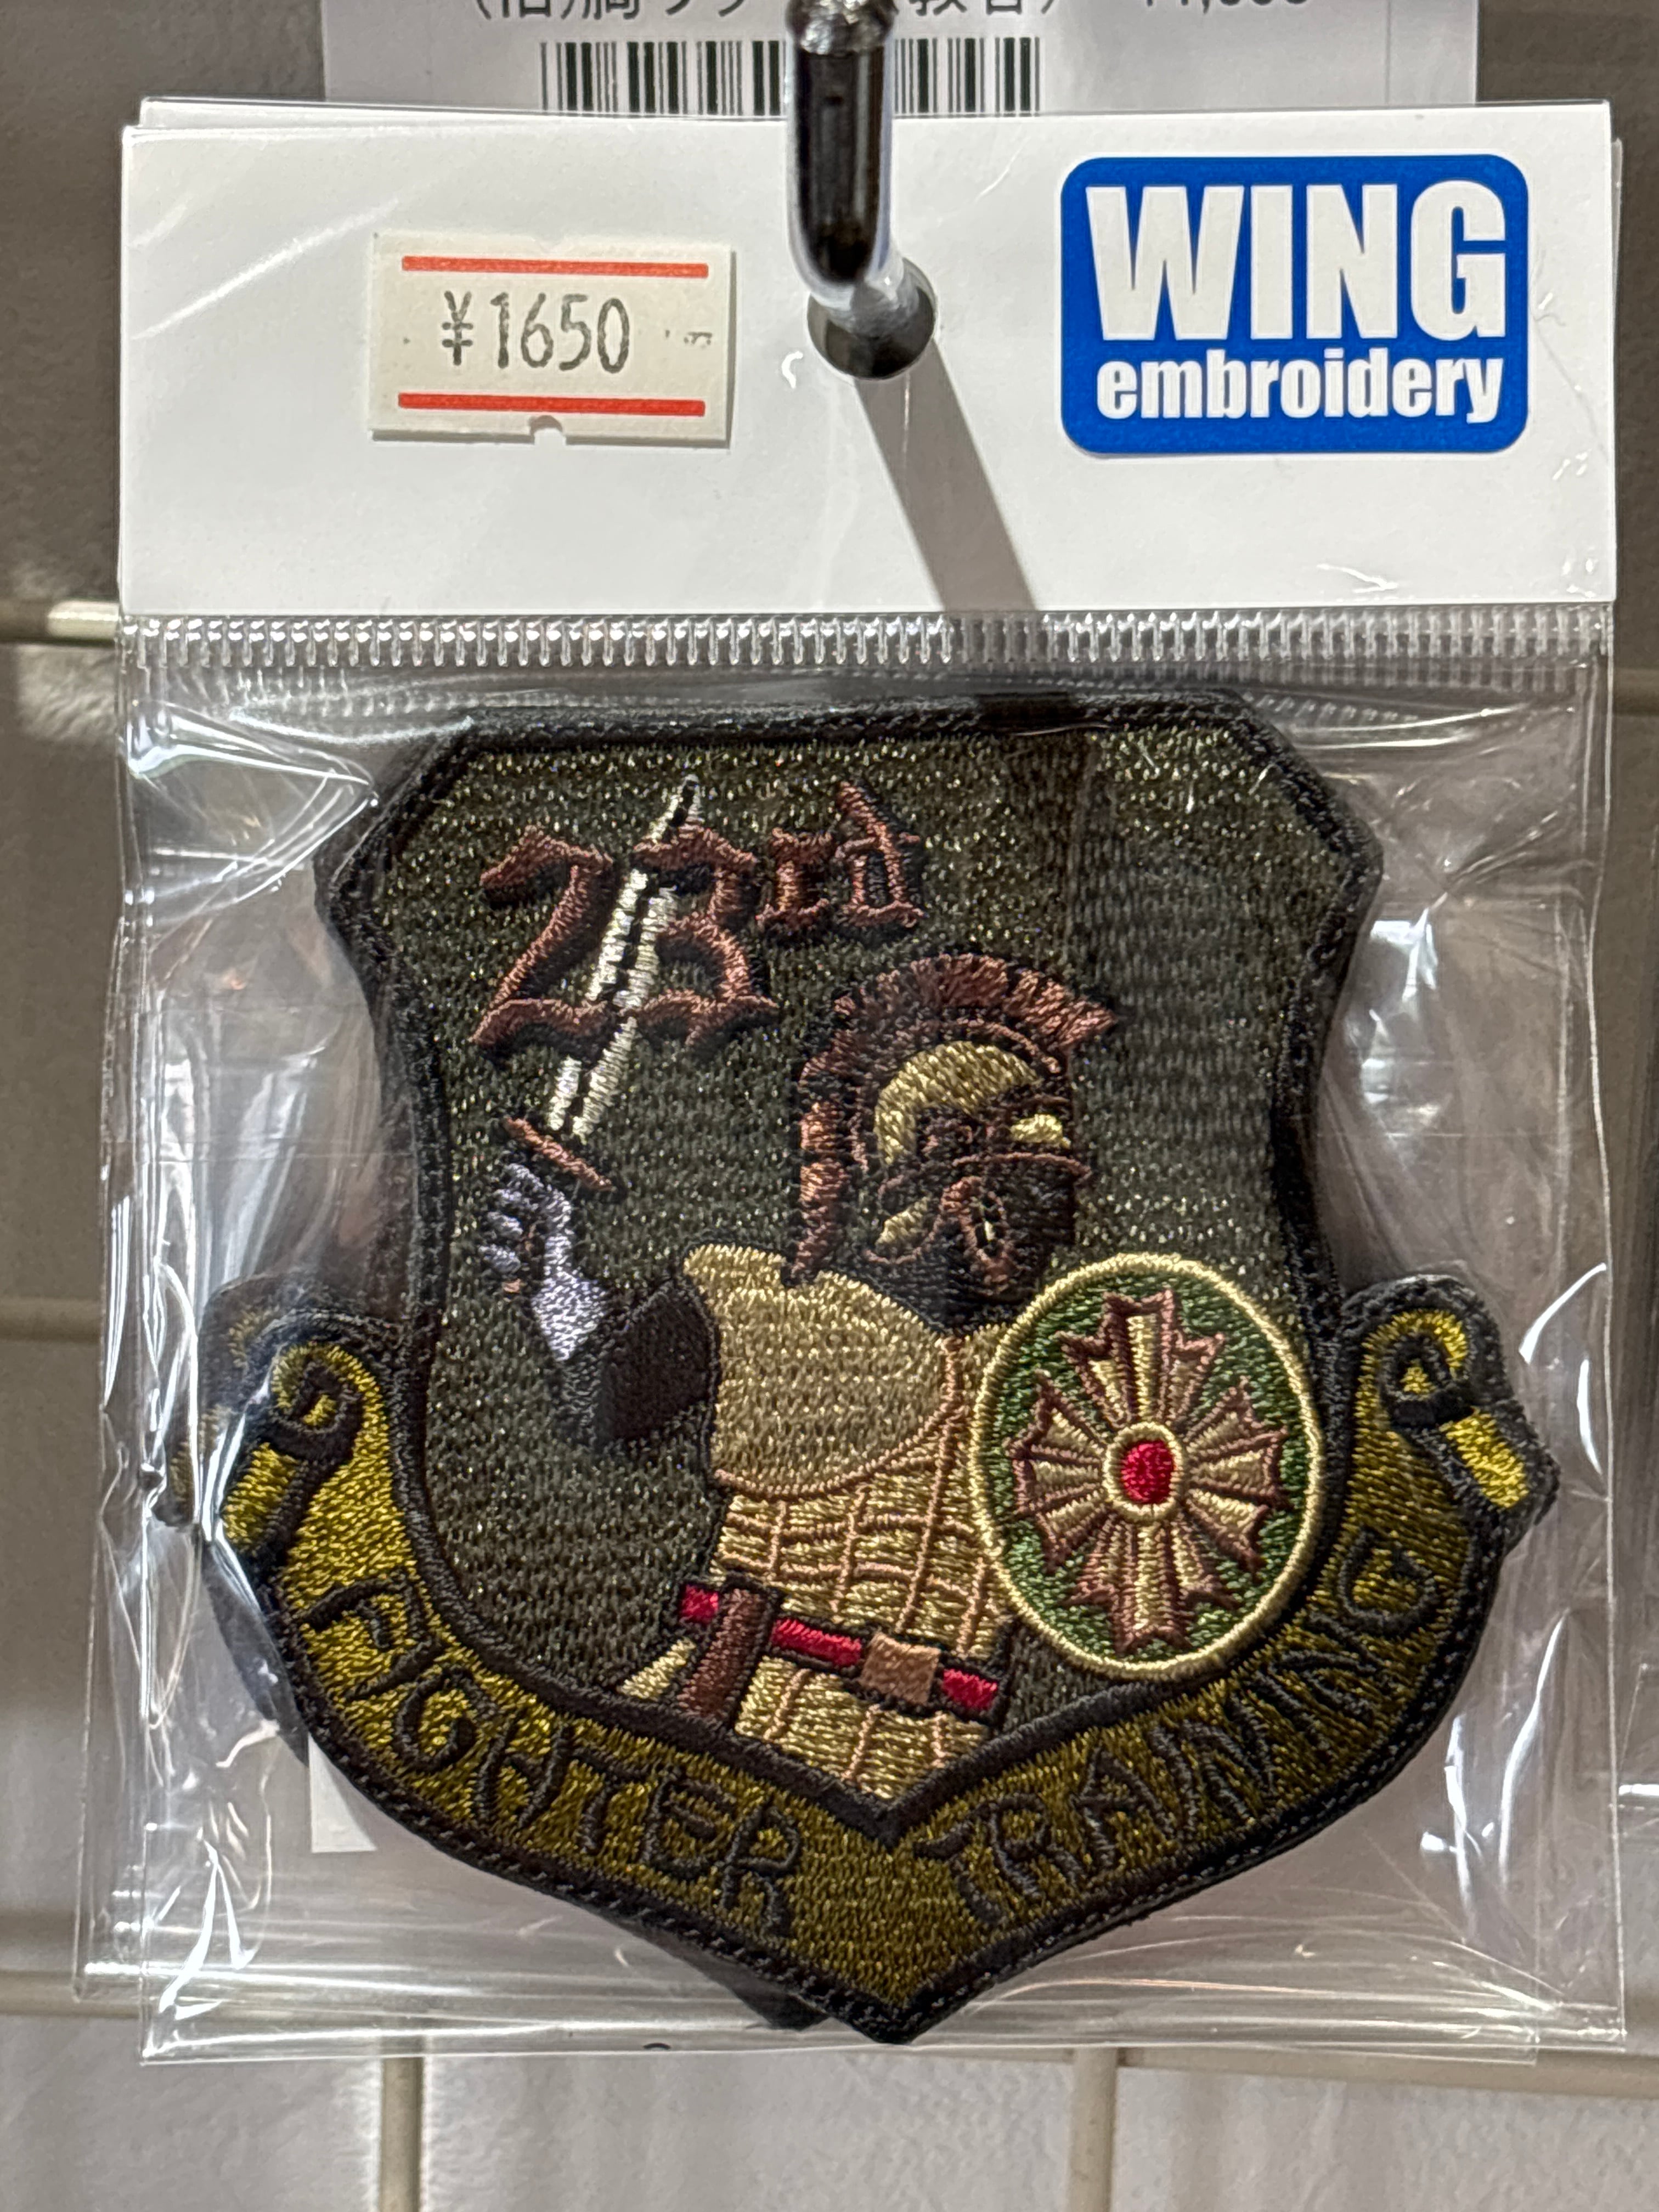 ¥1650
WING
embroidery
23rd
FIGHTER TRAINING